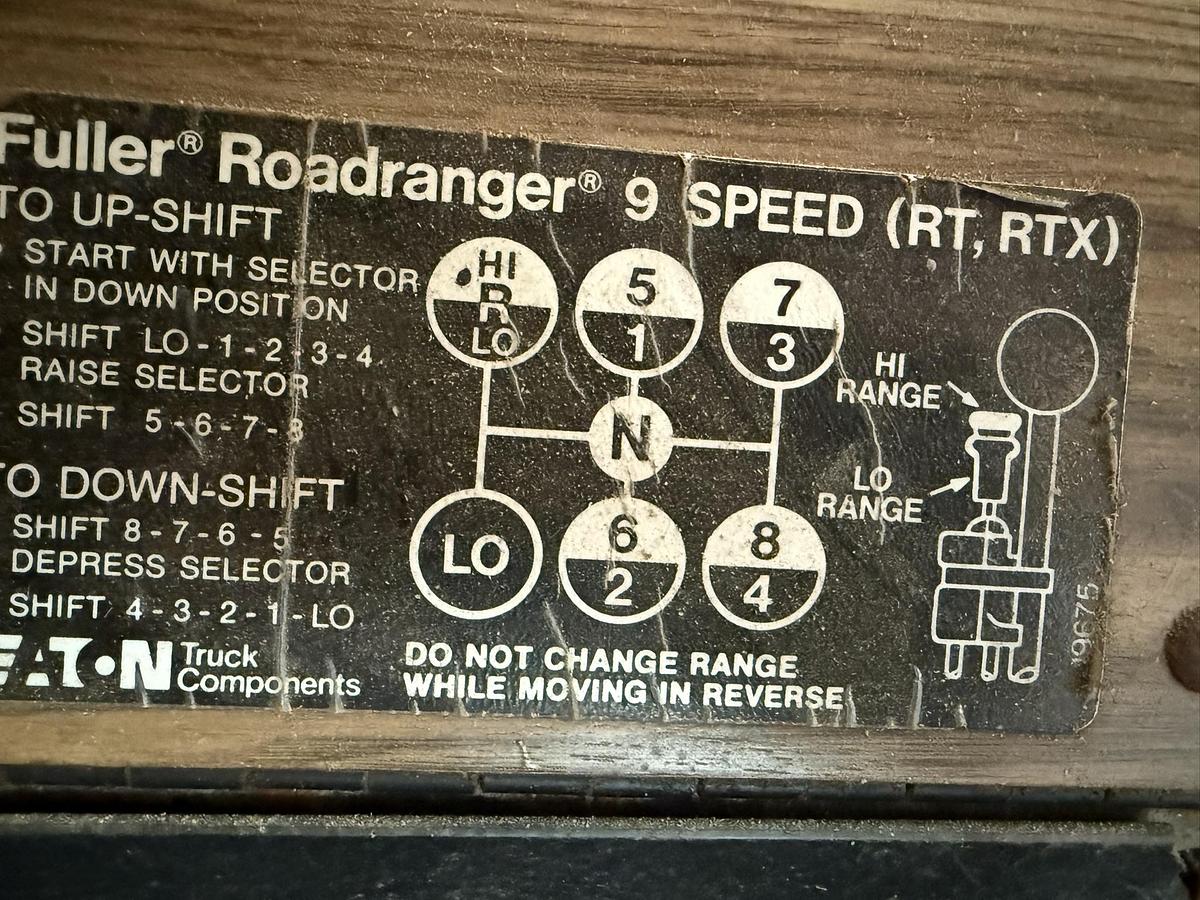 Fuller® Roadranger® 9 SPEED (RT, RTX)
TO UP-SHIFT
START WITH SELECTOR
IN DOWN POSITION
SHIFT LO-1-2-3-4
RAISE SELECTOR
SHIFT 5-6-7-8
TO DOWN-SHIFT
SHIFT 8-7-6-5
DEPRESS SELECTOR
SHIFT 4-3-2-1-LO
EATON Truck
Components
HI
R
LO
5
1
7
3
N
LO
6
2
8
4
HI
RANGE
LO
RANGE
DO NOT CHANGE RANGE
WHILE MOVING IN REVERSE
19675